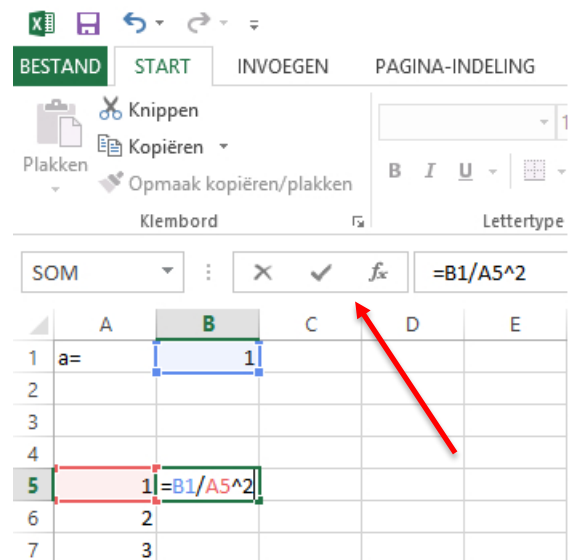 BESTAND START INVOEGEN PAGINA-INDELING
Knippen
Kopiëren
Plakken
Opmaak kopiëren/plakken
B I U
Klembord Lettertype
SOM fx =B1/A5^2
A B C D E
1 a= 1
2
3
4
5 1 =B1/A5^2
6 2
7 3